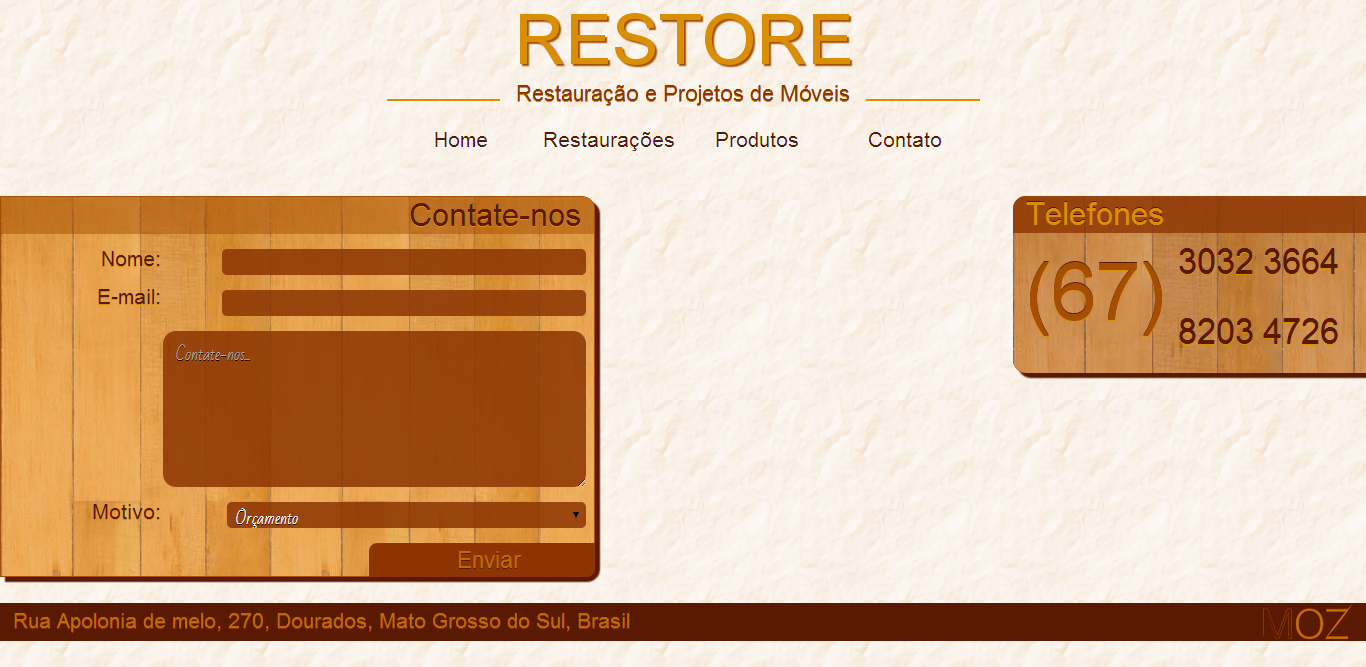 RESTORE
Restauração e Projetos de Móveis
Home Restaurações Produtos Contato
Contate-nos
Nome:
E-mail:
Contate-nos...
Motivo: Orçamento
Enviar
Telefones
(67) 3032 3664
8203 4726
Rua Apolonia de melo, 270, Dourados, Mato Grosso do Sul, Brasil
MOZ